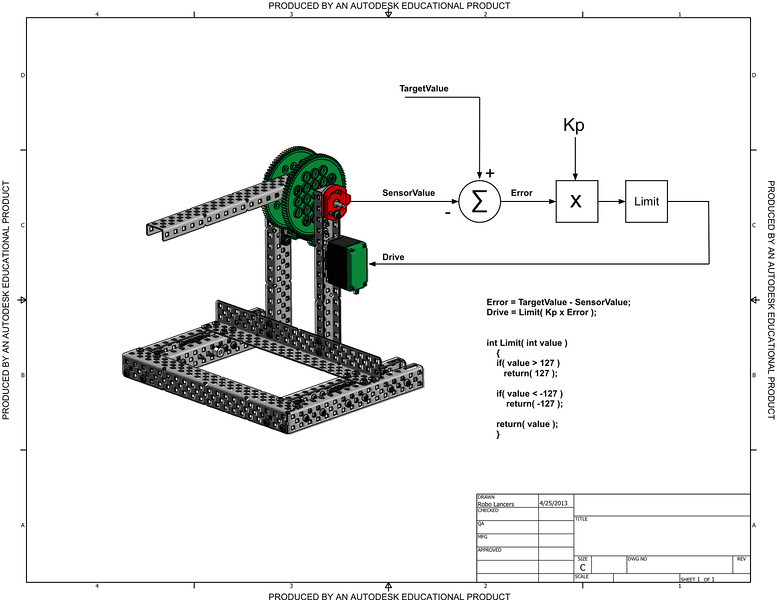 PRODUCED BY AN AUTODESK EDUCATIONAL PRODUCT
4 3 2 1
PRODUCED BY AN AUTODESK EDUCATIONAL PRODUCT
PRODUCED BY AN AUTODESK EDUCATIONAL PRODUCT
D
D
C
C
B
B
A
A
TargetValue
Kp
+
SensorValue
-
Σ
Error
X
Limit
Drive
Error = TargetValue - SensorValue;
Drive = Limit( Kp x Error );
int Limit( int value )
{
if( value > 127 )
return( 127 );
if( value < -127 )
return( -127 );
return( value );
}
DRAWN
Robo Lancers
4/25/2013
CHECKED
QA
MFG
APPROVED
TITLE
SIZE
C
DWG NO
REV
SCALE
SHEET 1 OF 1
4 3 2 1
PRODUCED BY AN AUTODESK EDUCATIONAL PRODUCT